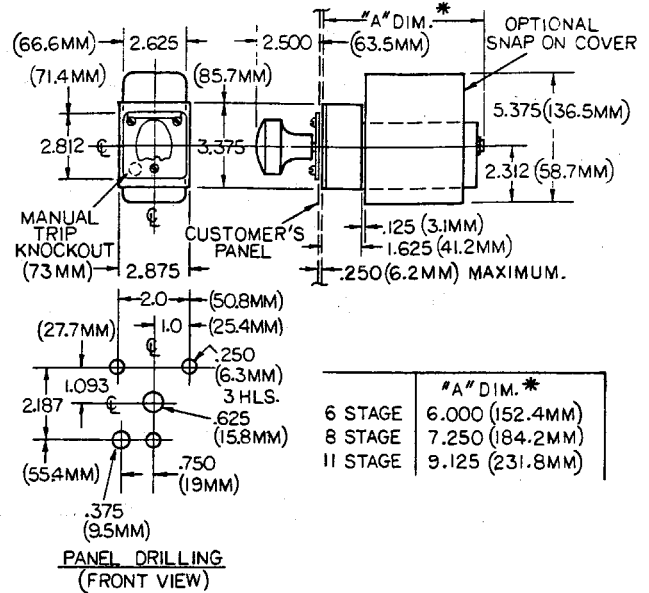 "A" DIM. *
(66.6MM)
2.625
2.500
(63.5MM)
OPTIONAL
SNAP ON COVER
(71.4MM)
(85.7MM)
5.375 (136.5MM)
2.812
℄
3.375
2.312 (58.7MM)
MANUAL
TRIP
KNOCKOUT
℄
CUSTOMER'S
PANEL
.125 (3.1MM)
1.625 (41.2MM)
(73MM)
2.875
.250 (6.2MM) MAXIMUM.
2.0
(50.8MM)
(27.7MM)
1.0
(25.4MM)
℄
.250
(6.3MM)
3 HLS.
1.093
℄
2.187
.625
(15.8MM)
(55.4MM)
.750
(19MM)
.375
(9.5MM)
PANEL DRILLING
(FRONT VIEW)
"A" DIM. *
6 STAGE 6.000 (152.4MM)
8 STAGE 7.250 (184.2MM)
11 STAGE 9.125 (231.8MM)